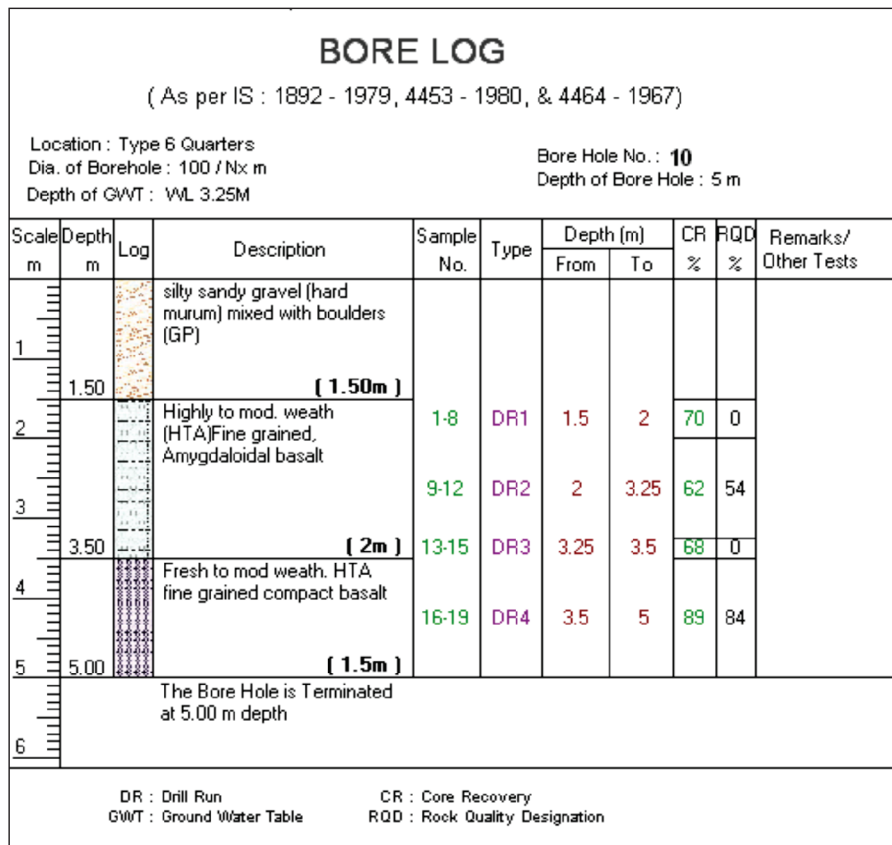 BORE LOG
( As per IS : 1892 - 1979, 4453 - 1980, & 4464 - 1967)
Location : Type 6 Quarters
Dia. of Borehole : 100 / Nx m
Depth of GWT : WL 3.25M
Bore Hole No. : 10
Depth of Bore Hole : 5 m
Scale m Depth m Log Description Sample No. Type Depth (m) From To CR % RQD % Remarks/ Other Tests
silty sandy gravel (hard
murum) mixed with boulders
(GP)
1
1.50 ( 1.50m )
Highly to mod. weath 1-8 DR1 1.5 2 70 0
2 (HTA)Fine grained,
Amygdaloidal basalt
9-12 DR2 2 3.25 62 54
3
3.50 ( 2m ) 13-15 DR3 3.25 3.5 68 0
Fresh to mod weath. HTA
4 fine grained compact basalt
16-19 DR4 3.5 5 89 84
5 5.00 ( 1.5m )
The Bore Hole is Terminated
at 5.00 m depth
6
DR : Drill Run CR : Core Recovery
GWT : Ground Water Table RQD : Rock Quality Designation